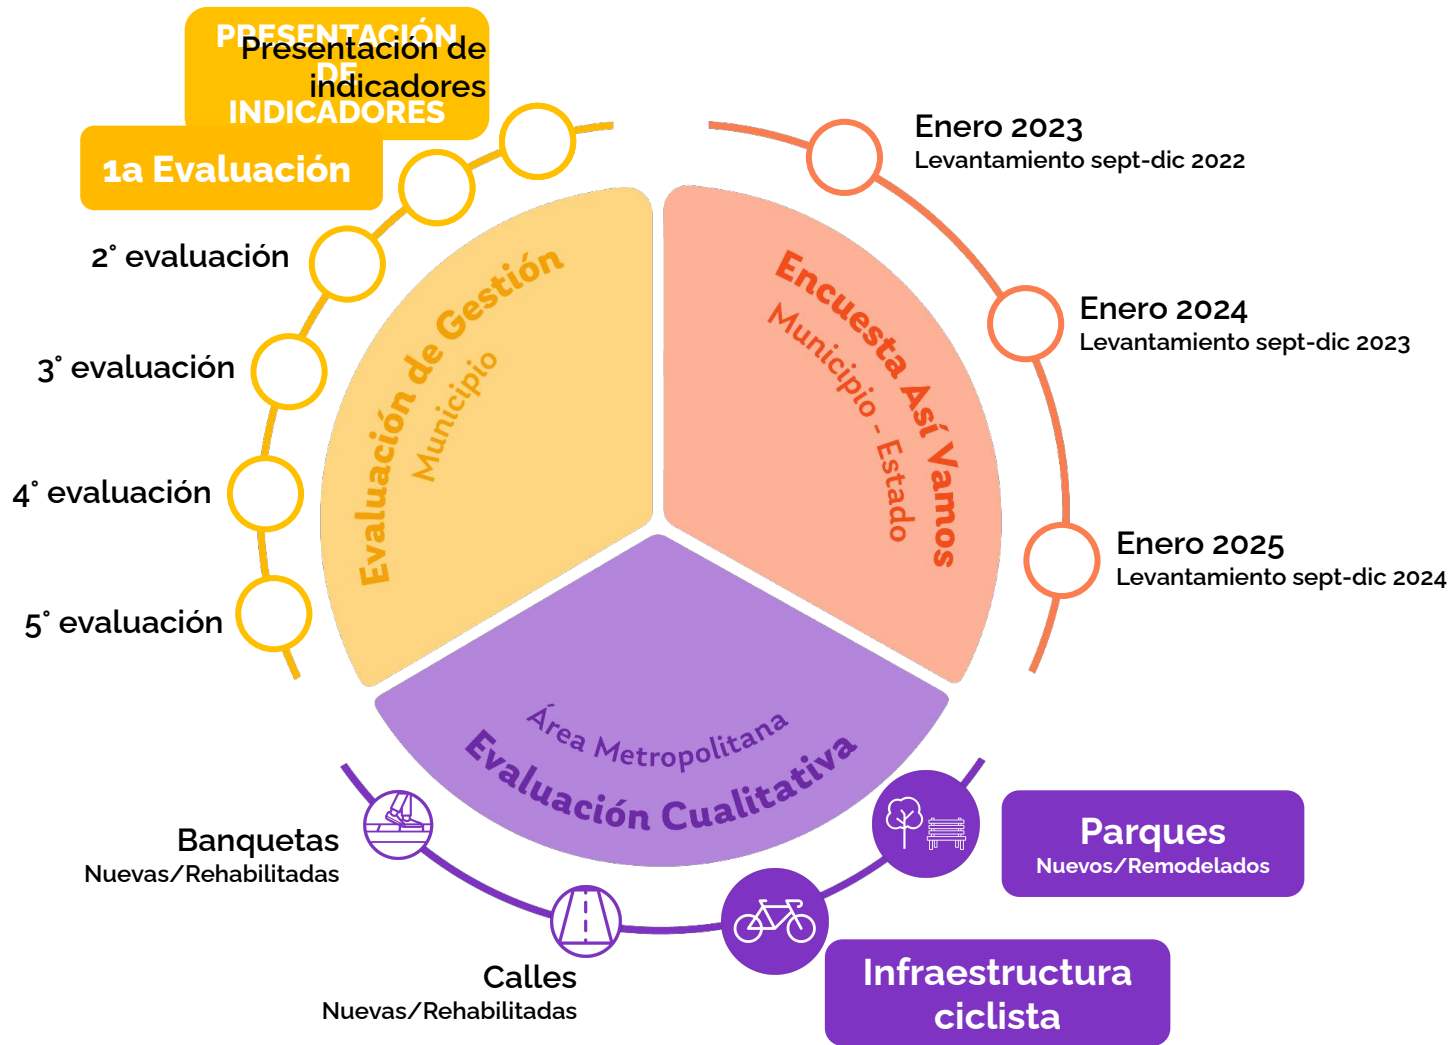 PRESENTACIÓN
DE
INDICADORES
Presentación de
indicadores
1a Evaluación
2° evaluación
3° evaluación
4° evaluación
5° evaluación
Evaluación de Gestión
Municipio
Encuesta Así Vamos
Municipio - Estado
Enero 2023
Levantamiento sept-dic 2022
Enero 2024
Levantamiento sept-dic 2023
Enero 2025
Levantamiento sept-dic 2024
Área Metropolitana
Evaluación Cualitativa
Banquetas
Nuevas/Rehabilitadas
Calles
Nuevas/Rehabilitadas
Infraestructura
ciclista
Parques
Nuevos/Remodelados